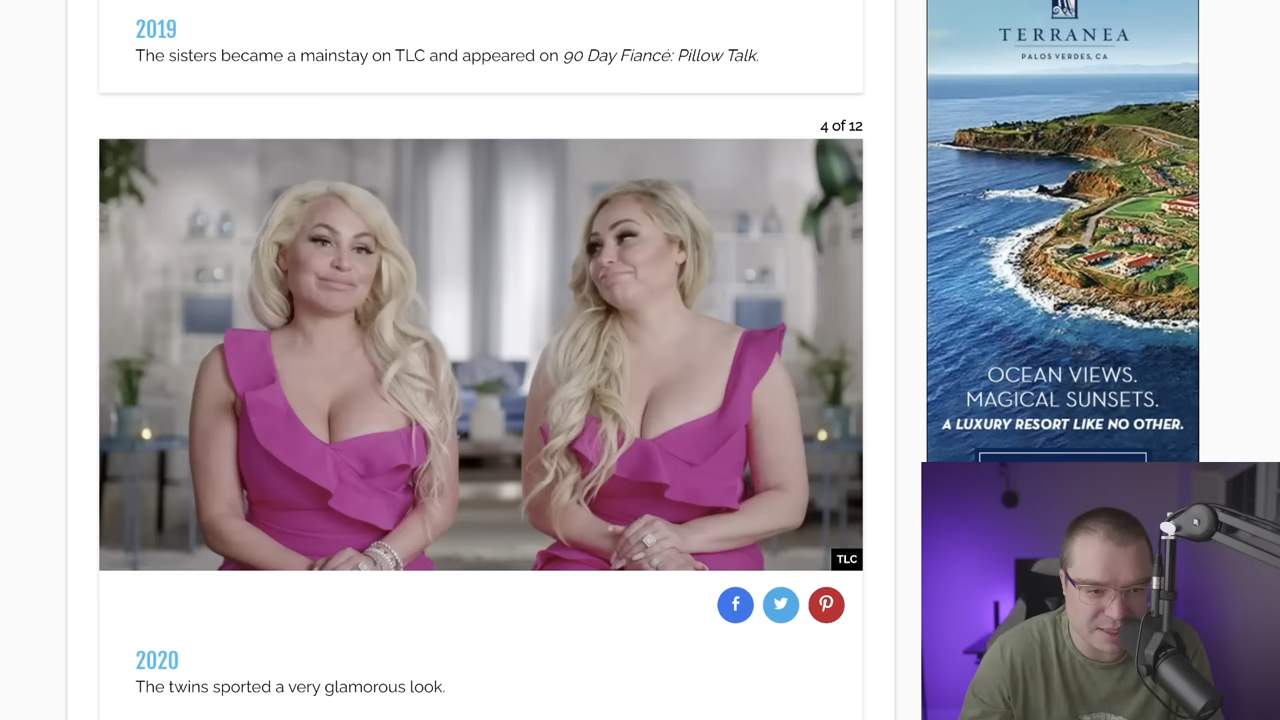 2019
The sisters became a mainstay on TLC and appeared on 90 Day Fiancé: Pillow Talk.
4 of 12
TLC
2020
The twins sported a very glamorous look.
TERRANEA
PALOS VERDES, CA
OCEAN VIEWS.
MAGICAL SUNSETS.
A LUXURY RESORT LIKE NO OTHER.